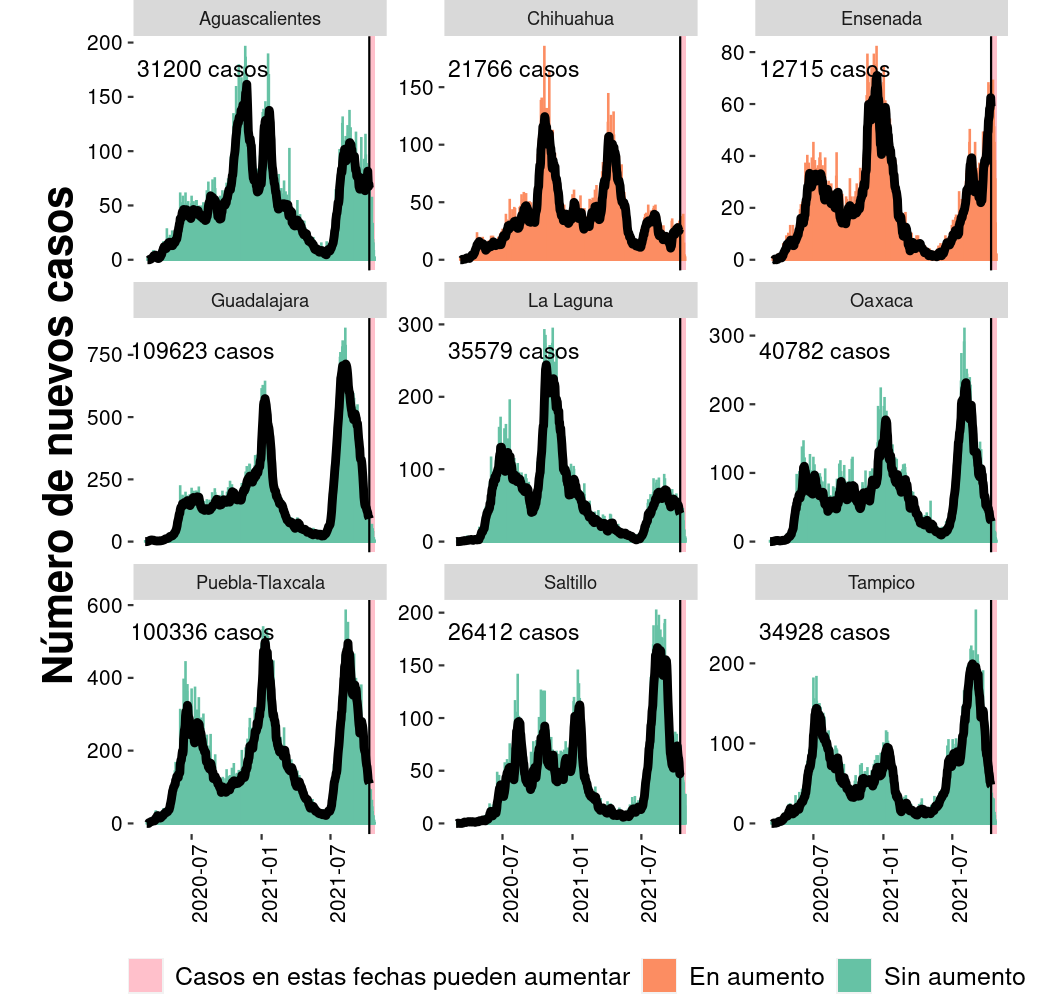 Número de nuevos casos
Aguascalientes
Chihuahua
Ensenada
31200 casos
21766 casos
12715 casos
200
150
100
50
0
150
100
50
0
80
60
40
20
0
Guadalajara
La Laguna
Oaxaca
109623 casos
35579 casos
40782 casos
750
500
250
0
300
200
100
0
300
200
100
0
Puebla-Tlaxcala
Saltillo
Tampico
100336 casos
26412 casos
34928 casos
600
400
200
0
200
150
100
50
0
200
100
0
2020-07
2021-01
2021-07
2020-07
2021-01
2021-07
2020-07
2021-01
2021-07
Casos en estas fechas pueden aumentar
En aumento
Sin aumento